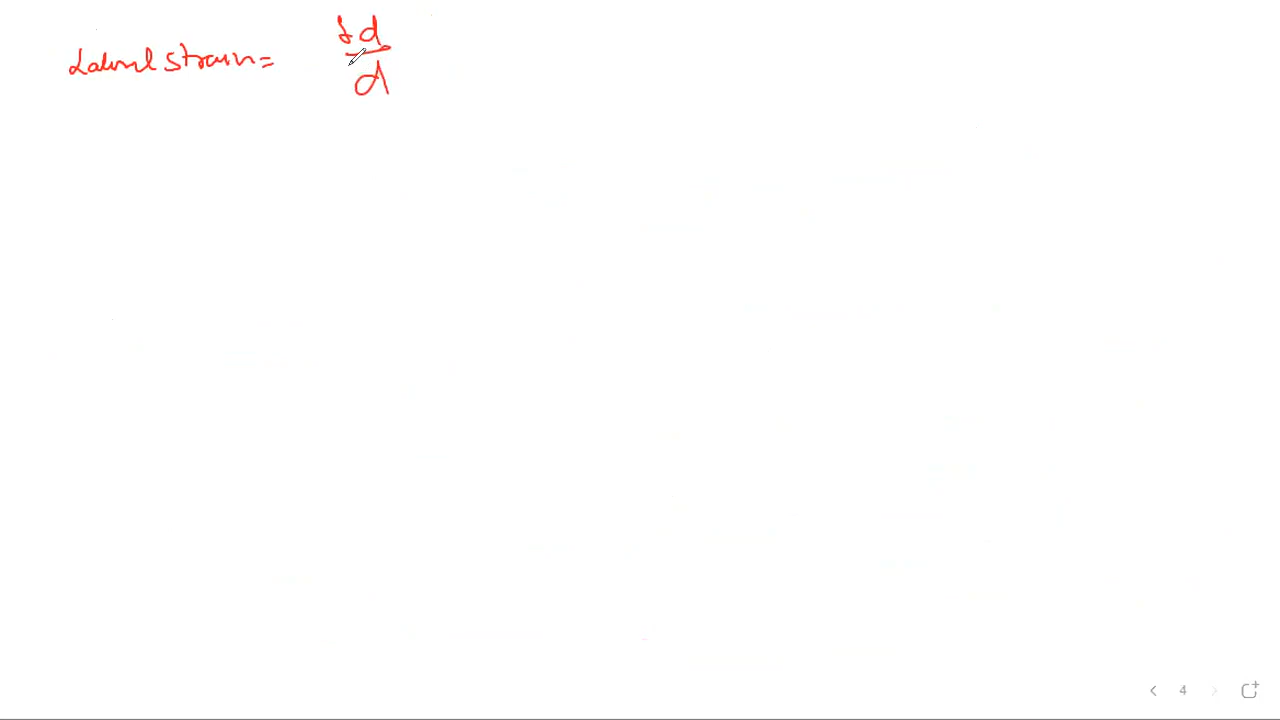 Lateral strain = δd/d
4